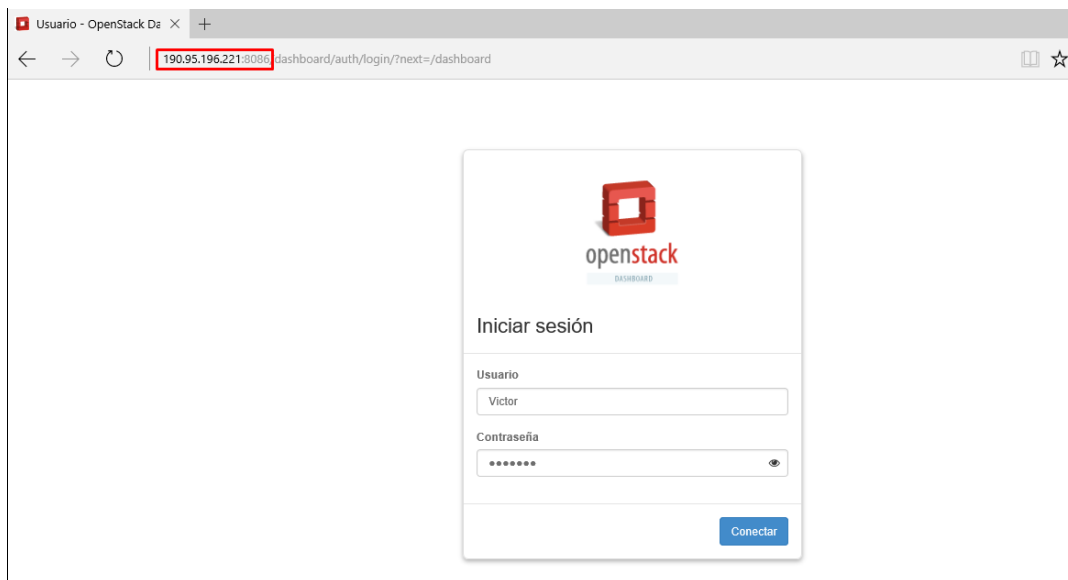 Usuario - OpenStack Da
190.95.196.221:8086/dashboard/auth/login/?next=/dashboard
openstack
DASHBOARD
Iniciar sesión
Usuario
Victor
Contraseña
•••••••
Conectar